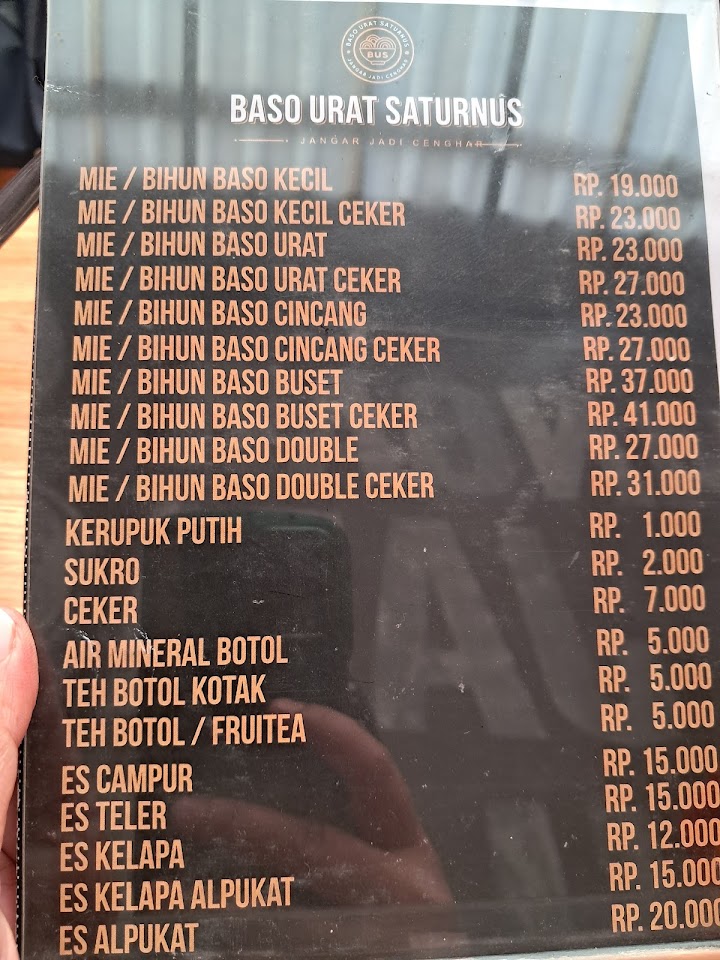 BASO URAT SATURNUS
BUS
JANGAR JADI CENGHAR
BASO URAT SATURNUS
JANGAR JADI CENGHAR
MIE / BIHUN BASO KECIL RP. 19.000
MIE / BIHUN BASO KECIL CEKER RP. 23.000
MIE / BIHUN BASO URAT RP. 23.000
MIE / BIHUN BASO URAT CEKER RP. 27.000
MIE / BIHUN BASO CINCANG RP. 23.000
MIE / BIHUN BASO CINCANG CEKER RP. 27.000
MIE / BIHUN BASO BUSET RP. 37.000
MIE / BIHUN BASO BUSET CEKER RP. 41.000
MIE / BIHUN BASO DOUBLE RP. 27.000
MIE / BIHUN BASO DOUBLE CEKER RP. 31.000
KERUPUK PUTIH RP. 1.000
SUKRO RP. 2.000
CEKER RP. 7.000
AIR MINERAL BOTOL RP. 5.000
TEH BOTOL KOTAK RP. 5.000
TEH BOTOL / FRUITEA RP. 5.000
ES CAMPUR RP. 15.000
ES TELER RP. 15.000
ES KELAPA RP. 12.000
ES KELAPA ALPUKAT RP. 15.000
ES ALPUKAT RP. 20.000